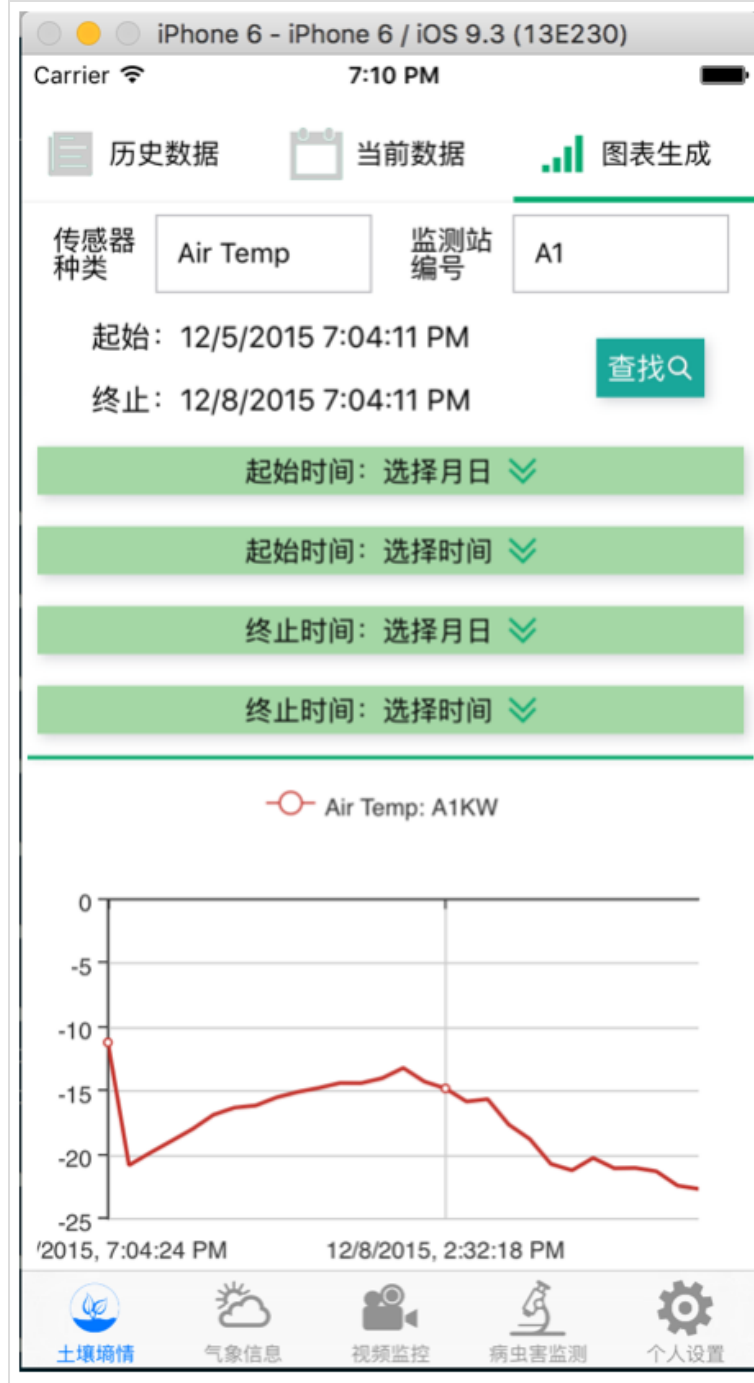 iPhone 6 - iPhone 6 / iOS 9.3 (13E230)
Carrier 7:10 PM
历史数据 当前数据 图表生成
传感器种类 Air Temp 监测站编号 A1
起始：12/5/2015 7:04:11 PM
终止：12/8/2015 7:04:11 PM
查找
起始时间：选择月日
起始时间：选择时间
终止时间：选择月日
终止时间：选择时间
Air Temp: A1KW
0
-5
-10
-15
-20
-25
/2015, 7:04:24 PM 12/8/2015, 2:32:18 PM
土壤墒情 气象信息 视频监控 病虫害监测 个人设置